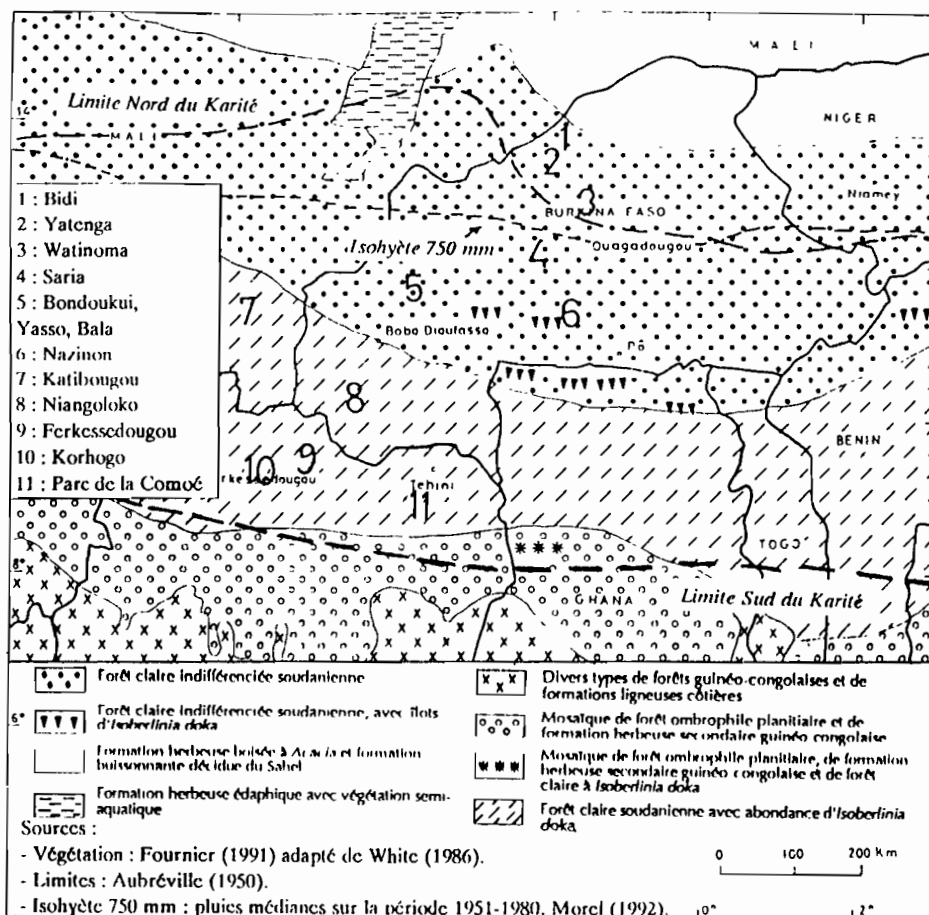 MALI
Limite Nord du Karité
14°
MALI
NIGER
1
2
Niamey
3
BURKINA FASO
Isohyète 750 mm
Ouagadougou
4
5
6
7
Bobo Dioulasso
Pô
8
BÉNIN
10
9
Tehini
11
TOGO
8°
GHANA
Limite Sud du Karité
1 : Bidi
2 : Yatenga
3 : Watinoma
4 : Saria
5 : Bondoukui,
Yasso, Bala
6 : Nazinon
7 : Katibougou
8 : Niangoloko
9 : Ferkessedougou
10 : Korhogo
11 : Parc de la Comoé
Forêt claire indifférenciée soudanienne
6°
Forêt claire indifférenciée soudanienne, avec îlots
d'Isoberlinia doka
Formation herbeuse boisée à Acacia et formation
buissonnante décidue du Sahel
Formation herbeuse édaphique avec végétation semi-
aquatique
Divers types de forêts guinéo-congolaises et de
formations ligneuses côtières
Mosaïque de forêt ombrophile planitiaire et de
formation herbeuse secondaire guinéo congolaise
Mosaïque de forêt ombrophile planitiaire, de formation
herbeuse secondaire guinéo congolaise et de forêt
claire à Isoberlinia doka
Forêt claire soudanienne avec abondance d'Isoberlinia
doka
Sources :
- Végétation : Fournier (1991) adapté de White (1986).
- Limites : Aubréville (1950).
- Isohyète 750 mm : pluies médianes sur la période 1951-1980, Morel (1992).
0 100 200 km
0° 2°